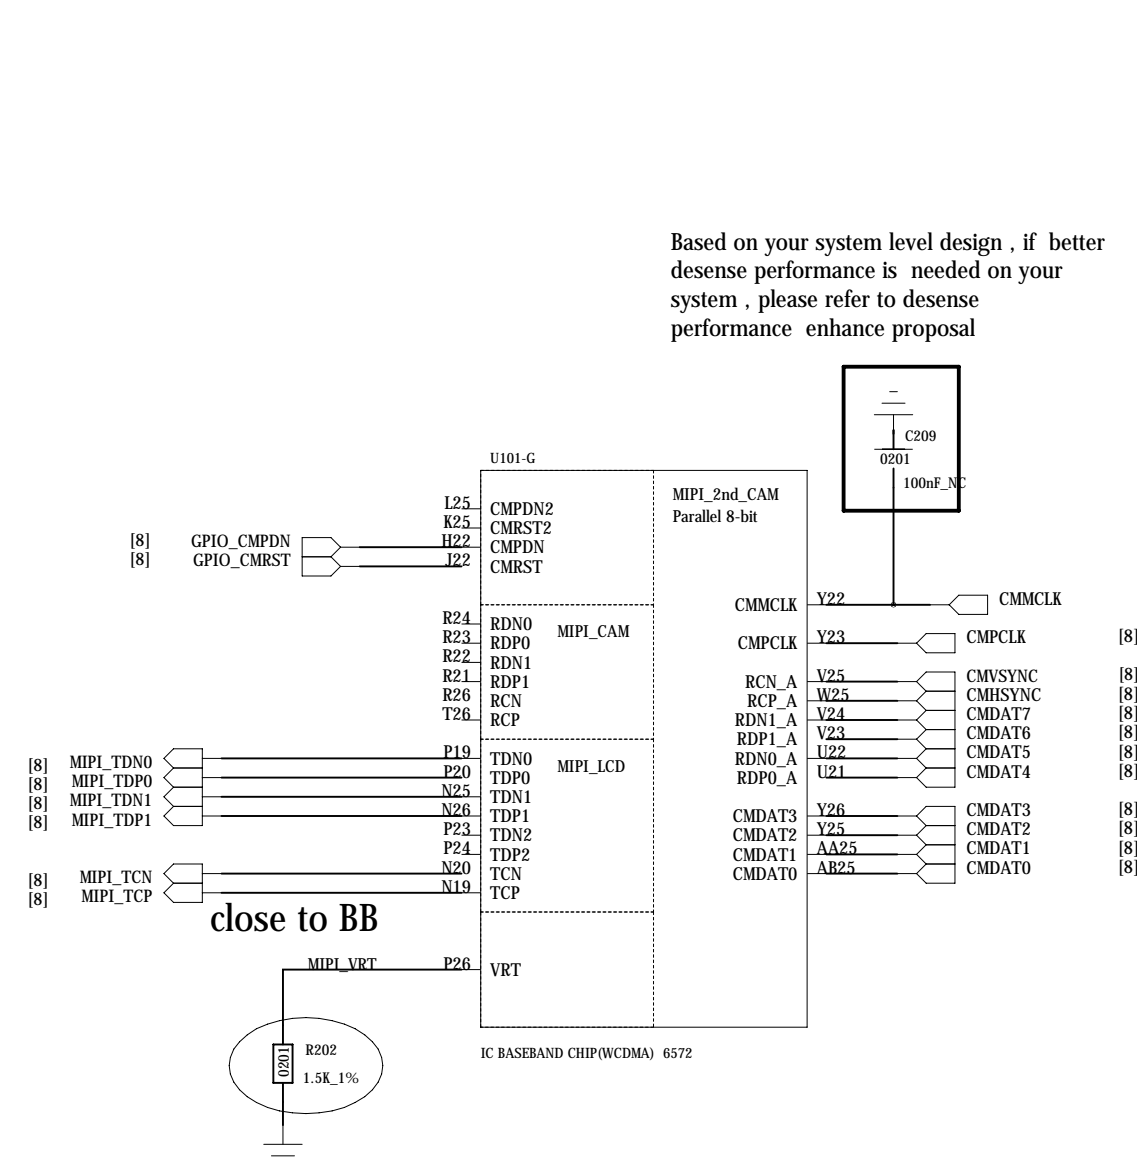 Based on your system level design , if better
desense performance is needed on your
system , please refer to desense
performance enhance proposal
C209
0201
100nF_NC
U101-G
MIPI_2nd_CAM
Parallel 8-bit
L25 CMPDN2
K25 CMRST2
[8] GPIO_CMPDN H22 CMPDN
[8] GPIO_CMRST J22 CMRST
CMMCLK Y22 CMMCLK
R24 RDN0 MIPI_CAM
R23 RDP0 CMPCLK Y23 CMPCLK [8]
R22 RDN1
R21 RDP1 RCN_A V25 CMVSYNC [8]
R26 RCN RCP_A W25 CMHSYNC [8]
T26 RCP RDN1_A V24 CMDAT7 [8]
RDP1_A V23 CMDAT6 [8]
[8] MIPI_TDN0 P19 TDN0 MIPI_LCD RDN0_A U22 CMDAT5 [8]
[8] MIPI_TDP0 P20 TDP0 RDP0_A U21 CMDAT4 [8]
[8] MIPI_TDN1 N25 TDN1
[8] MIPI_TDP1 N26 TDP1 CMDAT3 Y26 CMDAT3 [8]
P23 TDN2 CMDAT2 Y25 CMDAT2 [8]
P24 TDP2 CMDAT1 AA25 CMDAT1 [8]
[8] MIPI_TCN N20 TCN CMDAT0 AB25 CMDAT0 [8]
[8] MIPI_TCP N19 TCP
close to BB
MIPI_VRT P26 VRT
0201
R202
1.5K_1%
IC BASEBAND CHIP(WCDMA) 6572